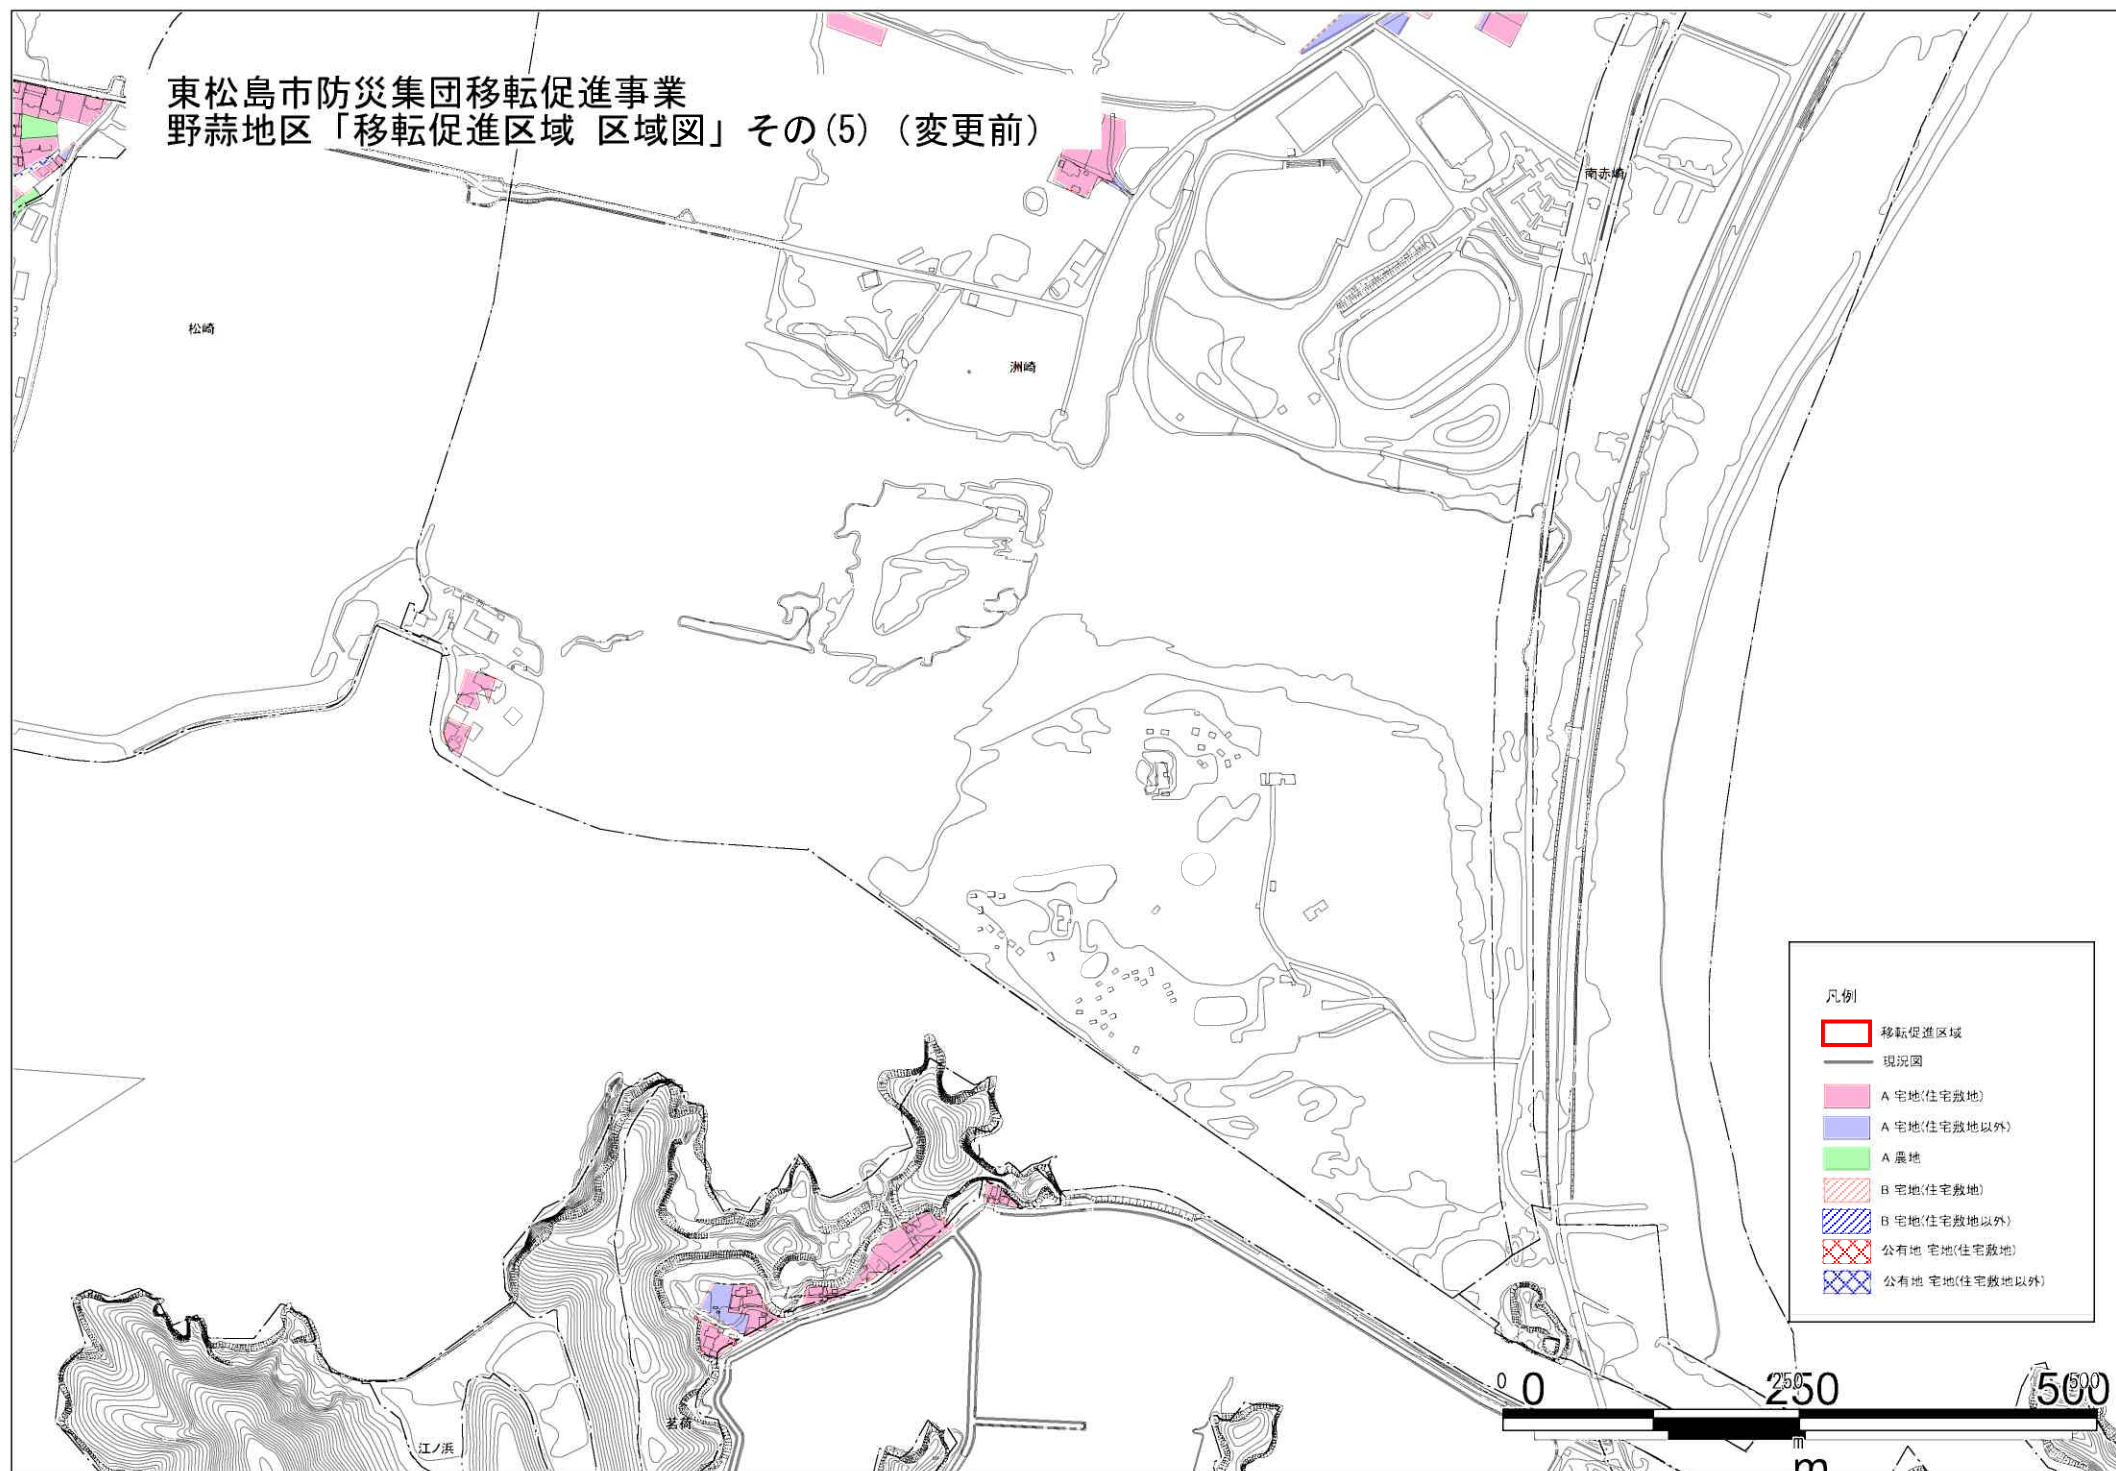 東松島市防災集団移転促進事業
野蒜地区「移転促進区域 区域図」その(5)（変更前）
南赤崎
松崎
洲崎
凡例
移転促進区域
現況図
A 宅地(住宅敷地)
A 宅地(住宅敷地以外)
A 農地
B 宅地(住宅敷地)
B 宅地(住宅敷地以外)
公有地 宅地(住宅敷地)
公有地 宅地(住宅敷地以外)
0 250 500
0 250 500
m
m
茗荷
江ノ浜